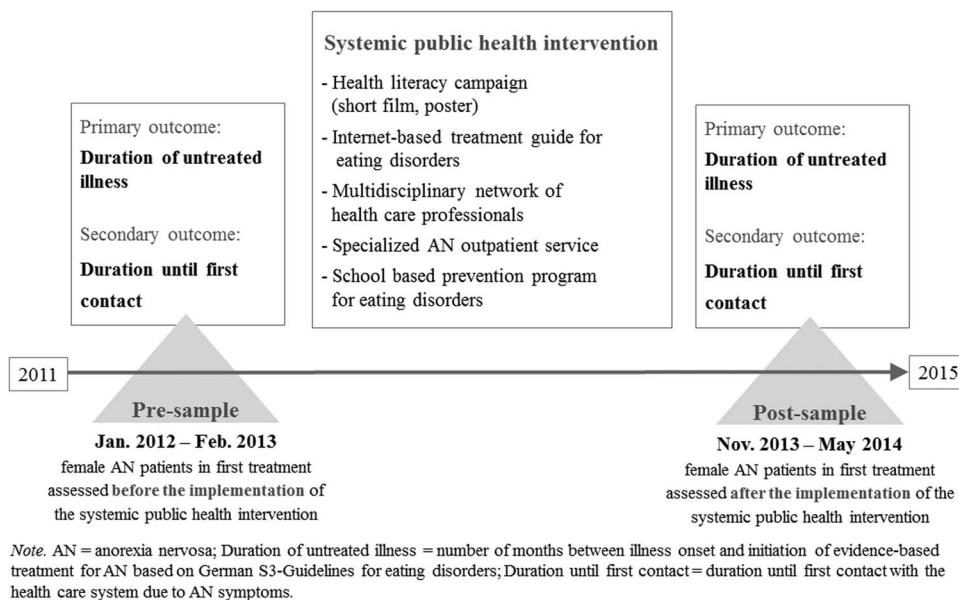 Systemic public health intervention
- Health literacy campaign
(short film, poster)
- Internet-based treatment guide for
eating disorders
- Multidisciplinary network of
health care professionals
- Specialized AN outpatient service
- School based prevention program
for eating disorders
Primary outcome:
Duration of untreated
illness
Secondary outcome:
Duration until first
contact
Primary outcome:
Duration of untreated
illness
Secondary outcome:
Duration until first
contact
2011
2015
Pre-sample
Jan. 2012 – Feb. 2013
female AN patients in first treatment
assessed before the implementation of
the systemic public health intervention
Post-sample
Nov. 2013 – May 2014
female AN patients in first treatment
assessed after the implementation of the
systemic public health intervention
Note. AN = anorexia nervosa; Duration of untreated illness = number of months between illness onset and initiation of evidence-based
treatment for AN based on German S3-Guidelines for eating disorders; Duration until first contact = duration until first contact with the
health care system due to AN symptoms.